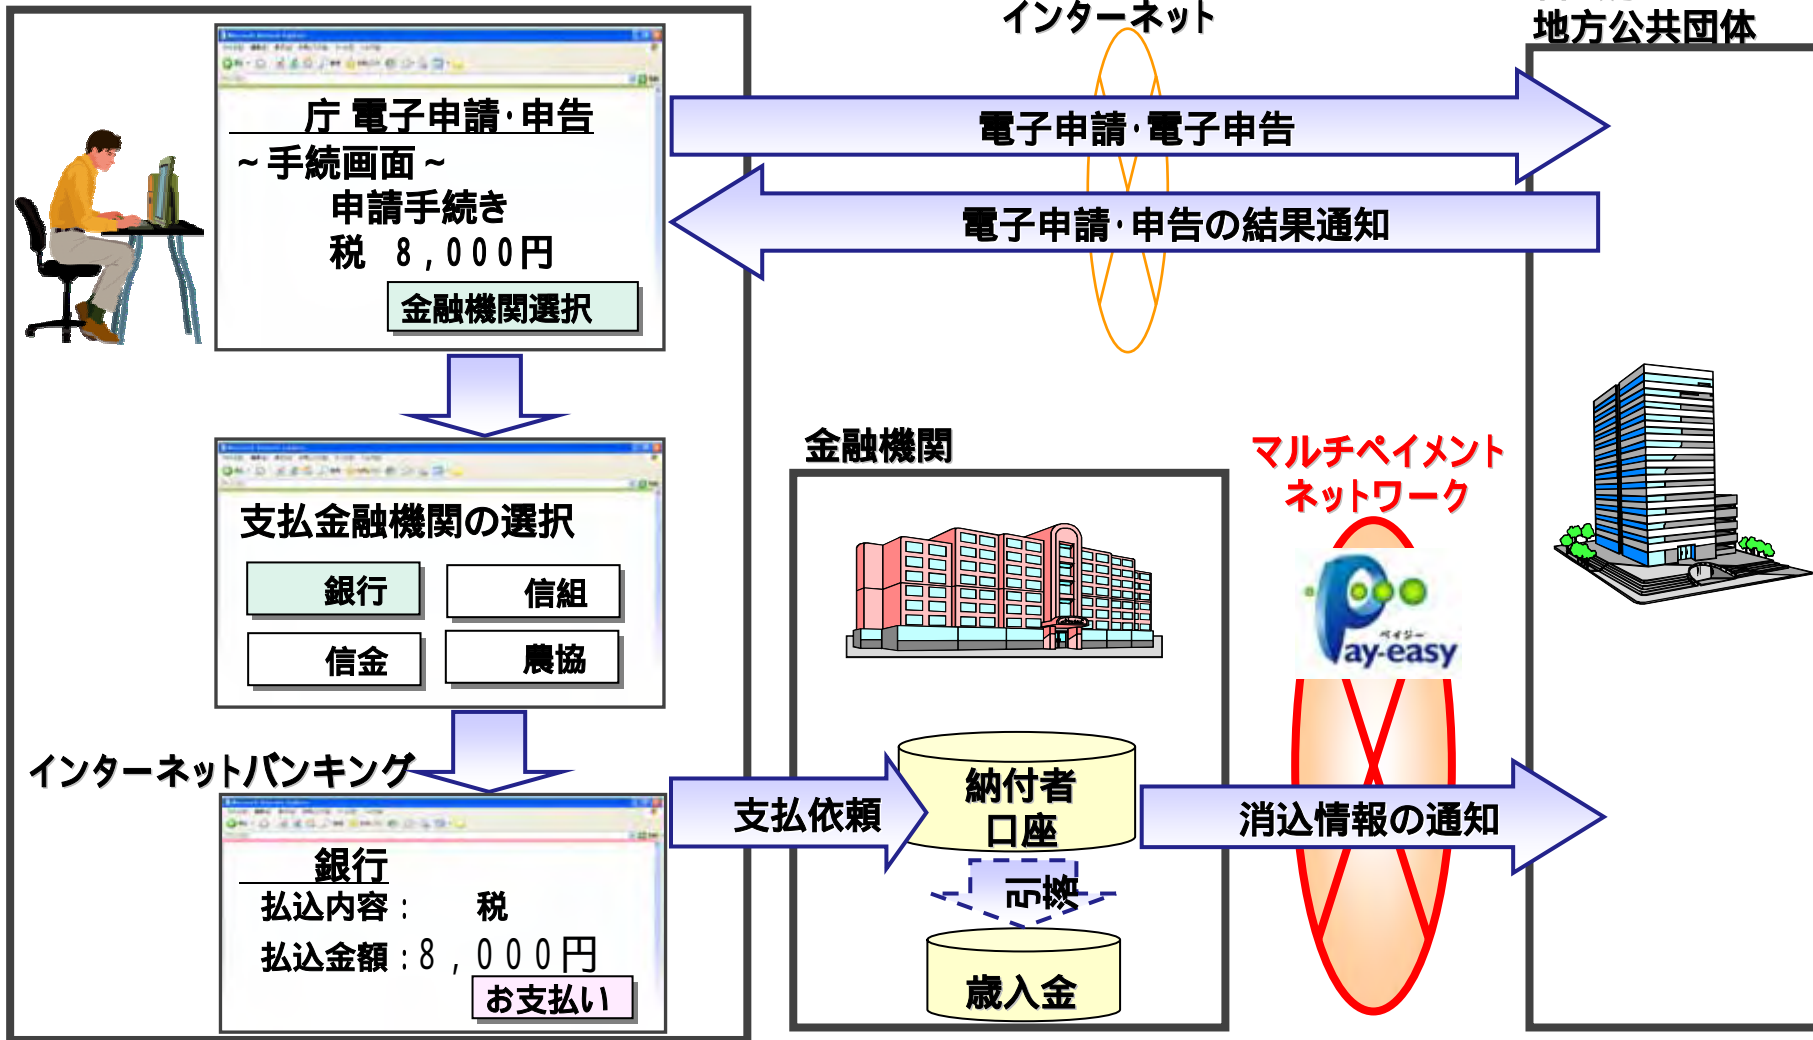 インターネット
地方公共団体
庁 電子申請・申告
～手続画面～
申請手続き
税 8,000円
金融機関選択
電子申請・電子申告
電子申請・申告の結果通知
支払金融機関の選択
銀行
信組
信金
農協
金融機関
マルチペイメント
ネットワーク
ペイジー
Pay-easy
インターネットバンキング
銀行
払込内容： 税
払込金額：8,000円
お支払い
支払依頼
納付者
口座
引落
歳入金
消込情報の通知